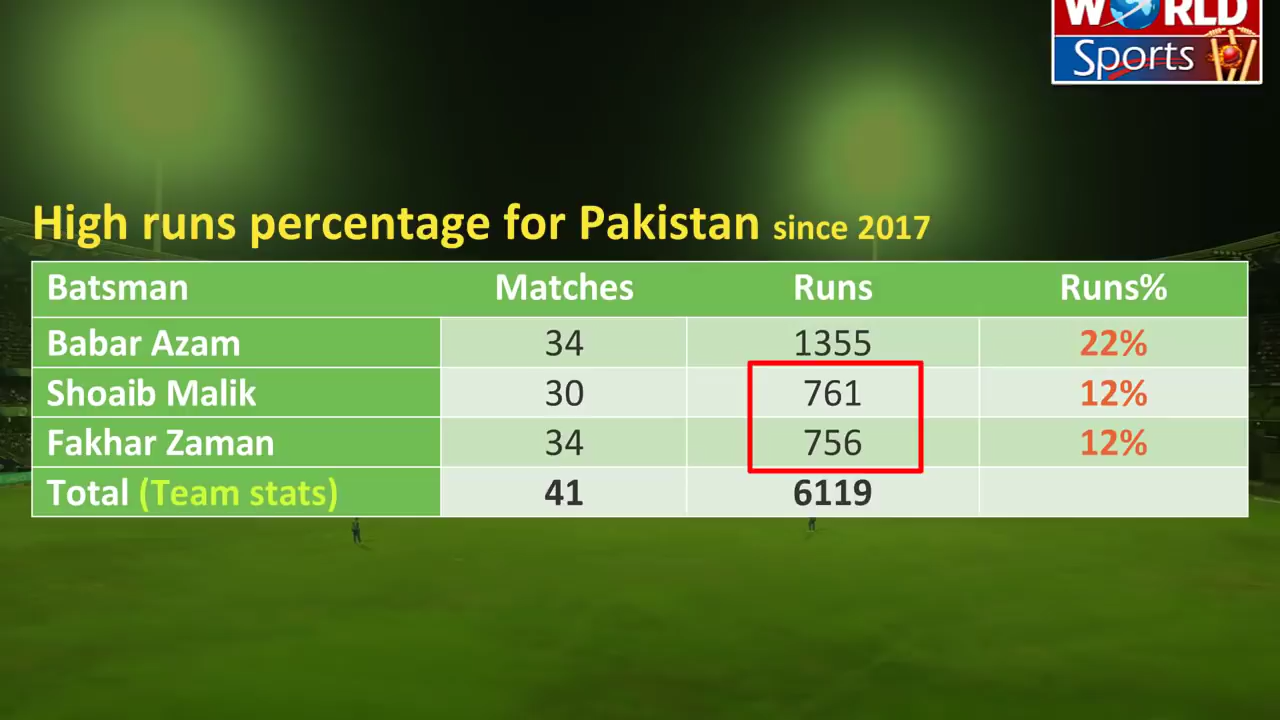 WORLD
Sports
High runs percentage for Pakistan since 2017
Batsman Matches Runs Runs%
Babar Azam 34 1355 22%
Shoaib Malik 30 761 12%
Fakhar Zaman 34 756 12%
Total (Team stats) 41 6119